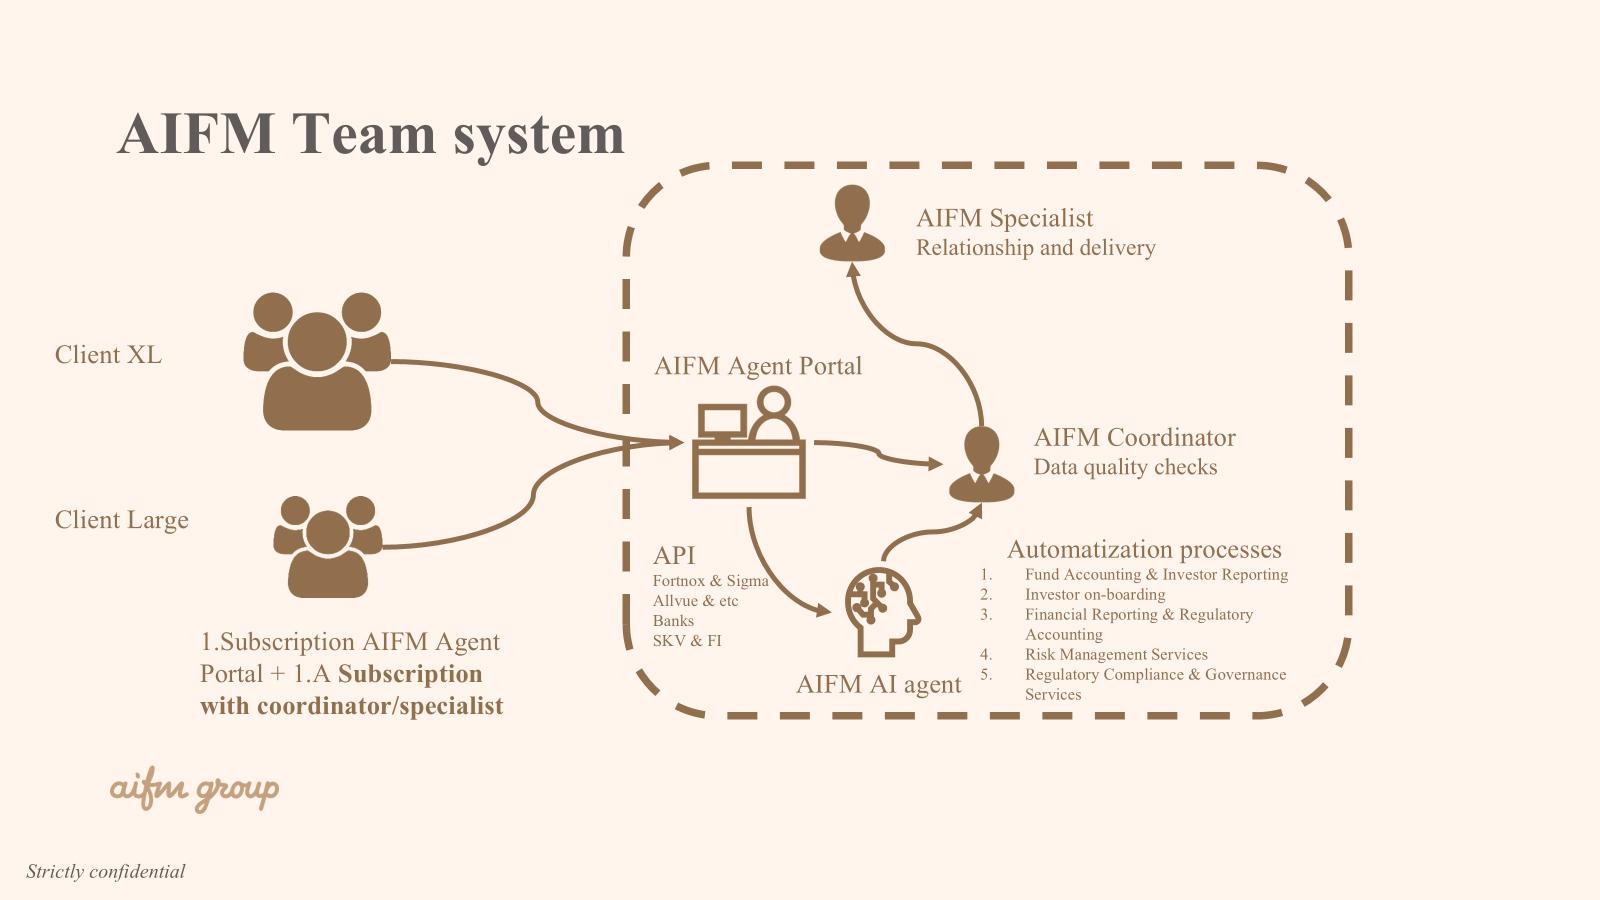 AIFM Team system
AIFM Specialist
Relationship and delivery
Client XL
AIFM Agent Portal
AIFM Coordinator
Data quality checks
Client Large
API
Fortnox & Sigma
Allvue & etc
Banks
SKV & FI
Automatization processes
1. Fund Accounting & Investor Reporting
2. Investor on-boarding
3. Financial Reporting & Regulatory
Accounting
4. Risk Management Services
5. Regulatory Compliance & Governance
Services
AIFM AI agent
1.Subscription AIFM Agent
Portal + 1.A Subscription
with coordinator/specialist
aifm group
Strictly confidential